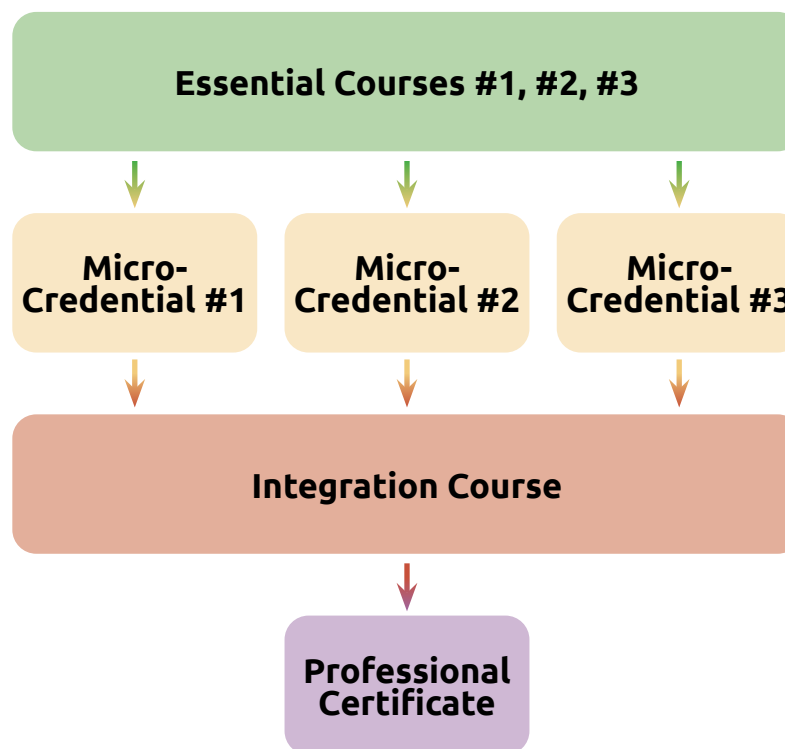 Essential Courses #1, #2, #3
Micro-
Credential #1
Micro-
Credential #2
Micro-
Credential #3
Integration Course
Professional
Certificate